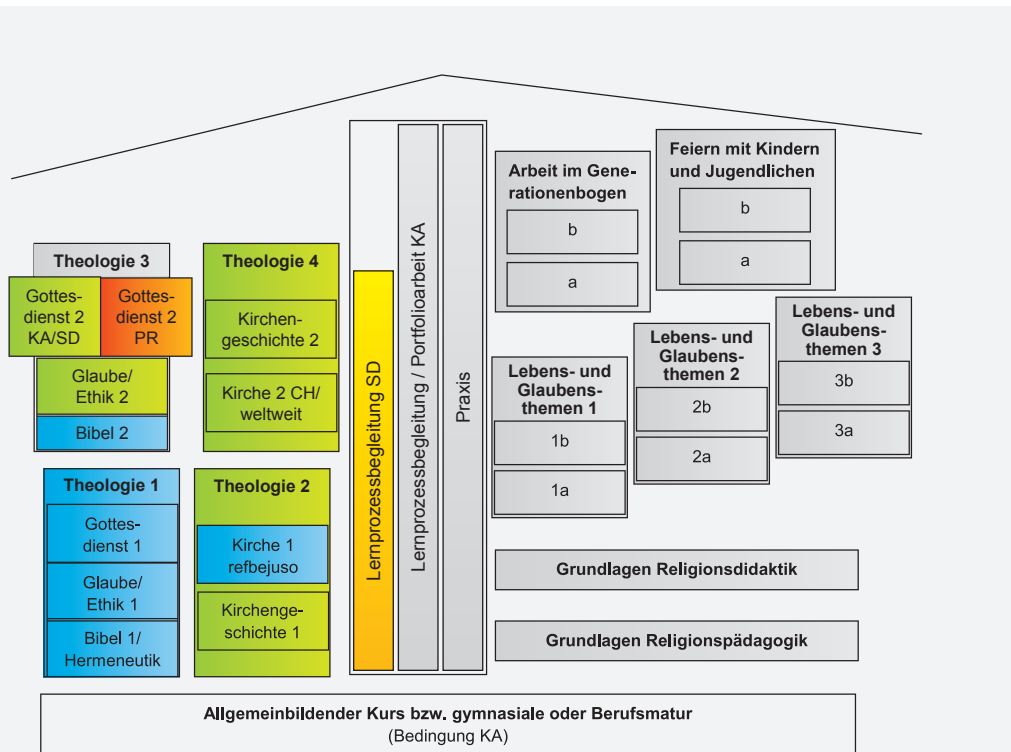 Theologie 3
Gottes-
dienst 2
KA/SD
Gottes-
dienst 2
PR
Glaube/
Ethik 2
Bibel 2
Theologie 4
Kirchen-
geschichte 2
Kirche 2 CH/
weltweit
Theologie 1
Gottes-
dienst 1
Glaube/
Ethik 1
Bibel 1/
Hermeneutik
Theologie 2
Kirche 1
refbejuso
Kirchenge-
schichte 1
Lernprozessbegleitung SD
Lernprozessbegleitung / Portfolioarbeit KA
Praxis
Arbeit im Gene-
rationenbogen
b
a
Feiern mit Kindern
und Jugendlichen
b
a
Lebens- und
Glaubens-
themen 1
1b
1a
Lebens- und
Glaubens-
themen 2
2b
2a
Lebens- und
Glaubens-
themen 3
3b
3a
Grundlagen Religionsdidaktik
Grundlagen Religionspädagogik
Allgemeinbildender Kurs bzw. gymnasiale oder Berufsmatur
(Bedingung KA)